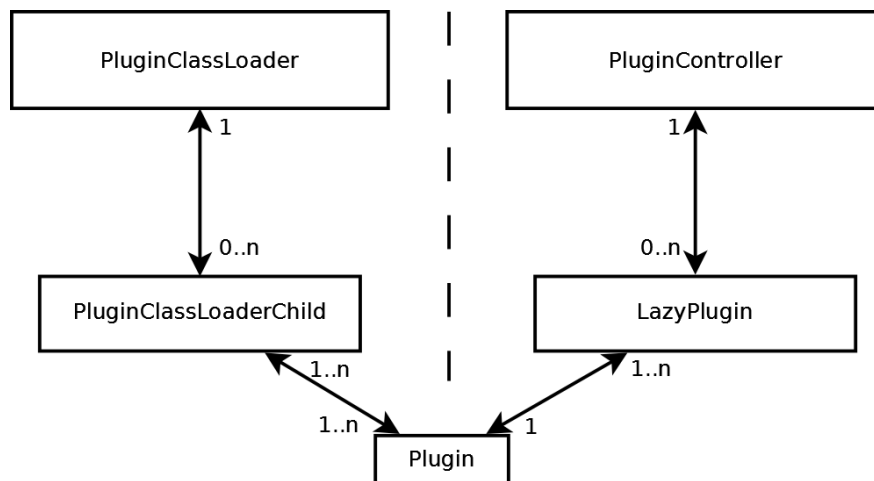 PluginClassLoader
PluginController
1
1
0..n
0..n
PluginClassLoaderChild
LazyPlugin
1..n
1..n
1..n
1
Plugin